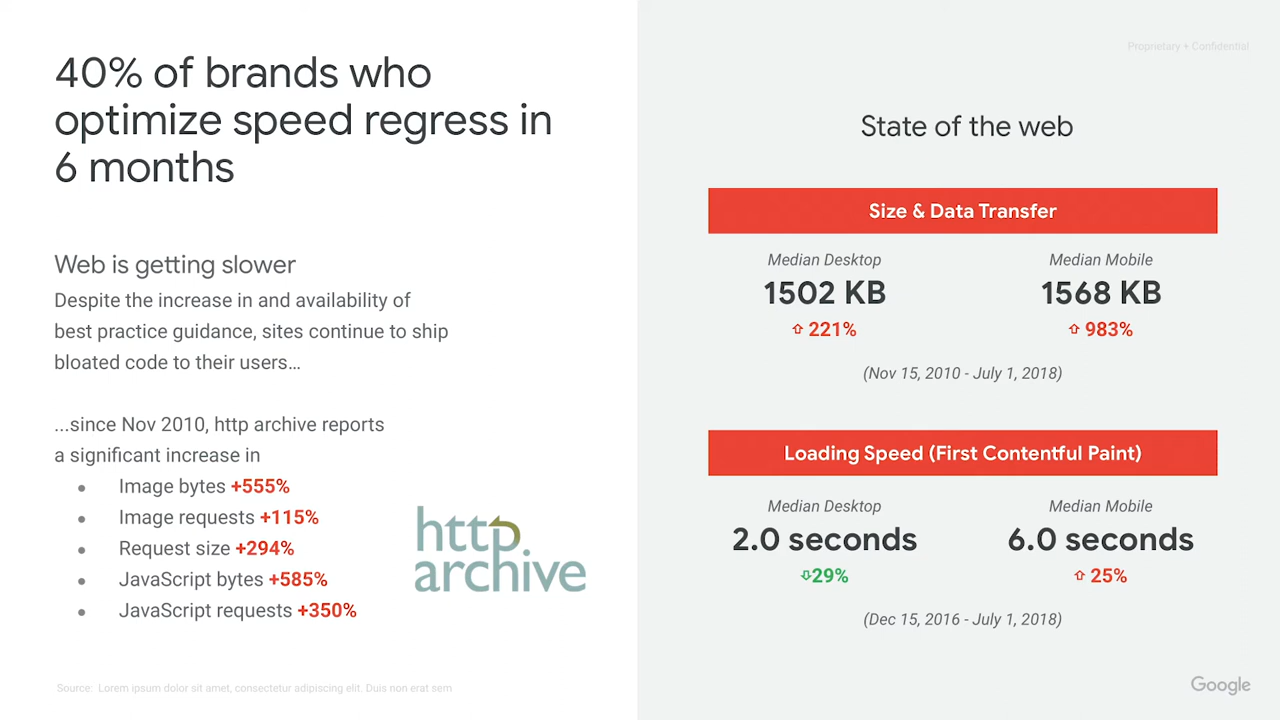 40% of brands who
optimize speed regress in
6 months
Web is getting slower
Despite the increase in and availability of
best practice guidance, sites continue to ship
bloated code to their users…
...since Nov 2010, http archive reports
a significant increase in
● Image bytes +555%
● Image requests +115%
● Request size +294%
● JavaScript bytes +585%
● JavaScript requests +350%
http
archive
Source: Lorem ipsum dolor sit amet, consectetur adipiscing elit. Duis non erat sem
Proprietary + Confidential
State of the web
Size & Data Transfer
Median Desktop Median Mobile
1502 KB 1568 KB
⇧ 221% ⇧ 983%
(Nov 15, 2010 - July 1, 2018)
Loading Speed (First Contentful Paint)
Median Desktop Median Mobile
2.0 seconds 6.0 seconds
⇩29% ⇧ 25%
(Dec 15, 2016 - July 1, 2018)
Google